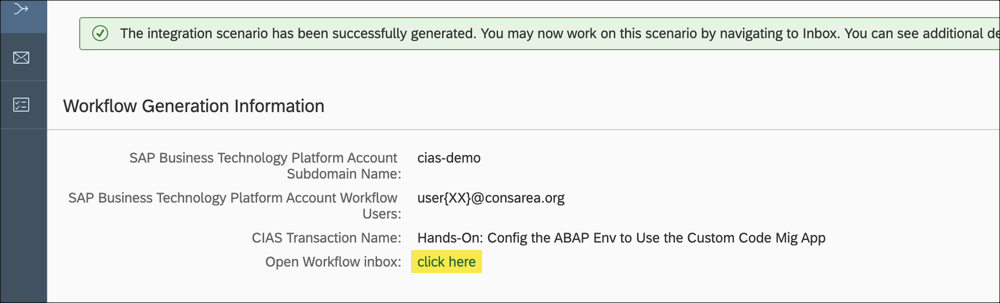 The integration scenario has been successfully generated. You may now work on this scenario by navigating to Inbox. You can see additional de
Workflow Generation Information
SAP Business Technology Platform Account
Subdomain Name:
cias-demo
SAP Business Technology Platform Account Workflow
Users:
user{XX}@consarea.org
CIAS Transaction Name:
Hands-On: Config the ABAP Env to Use the Custom Code Mig App
Open Workflow inbox:
click here